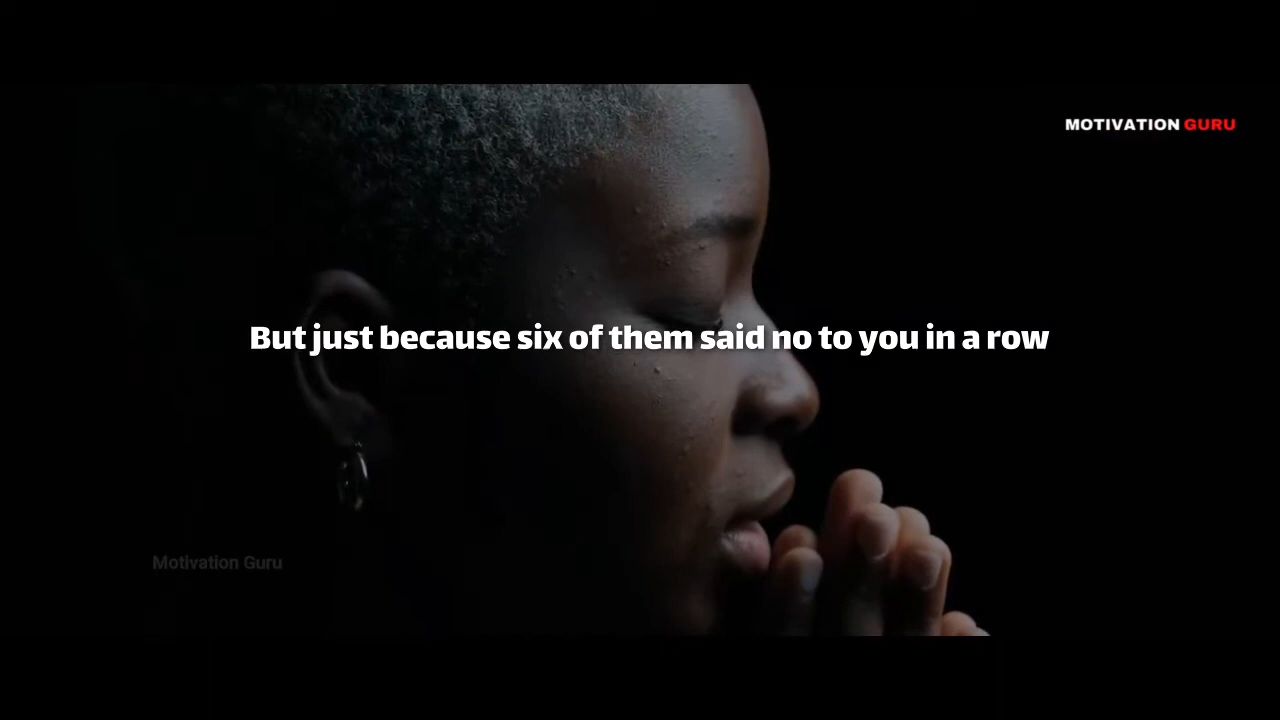 MOTIVATION GURU
But just because six of them said no to you in a row
Motivation Guru